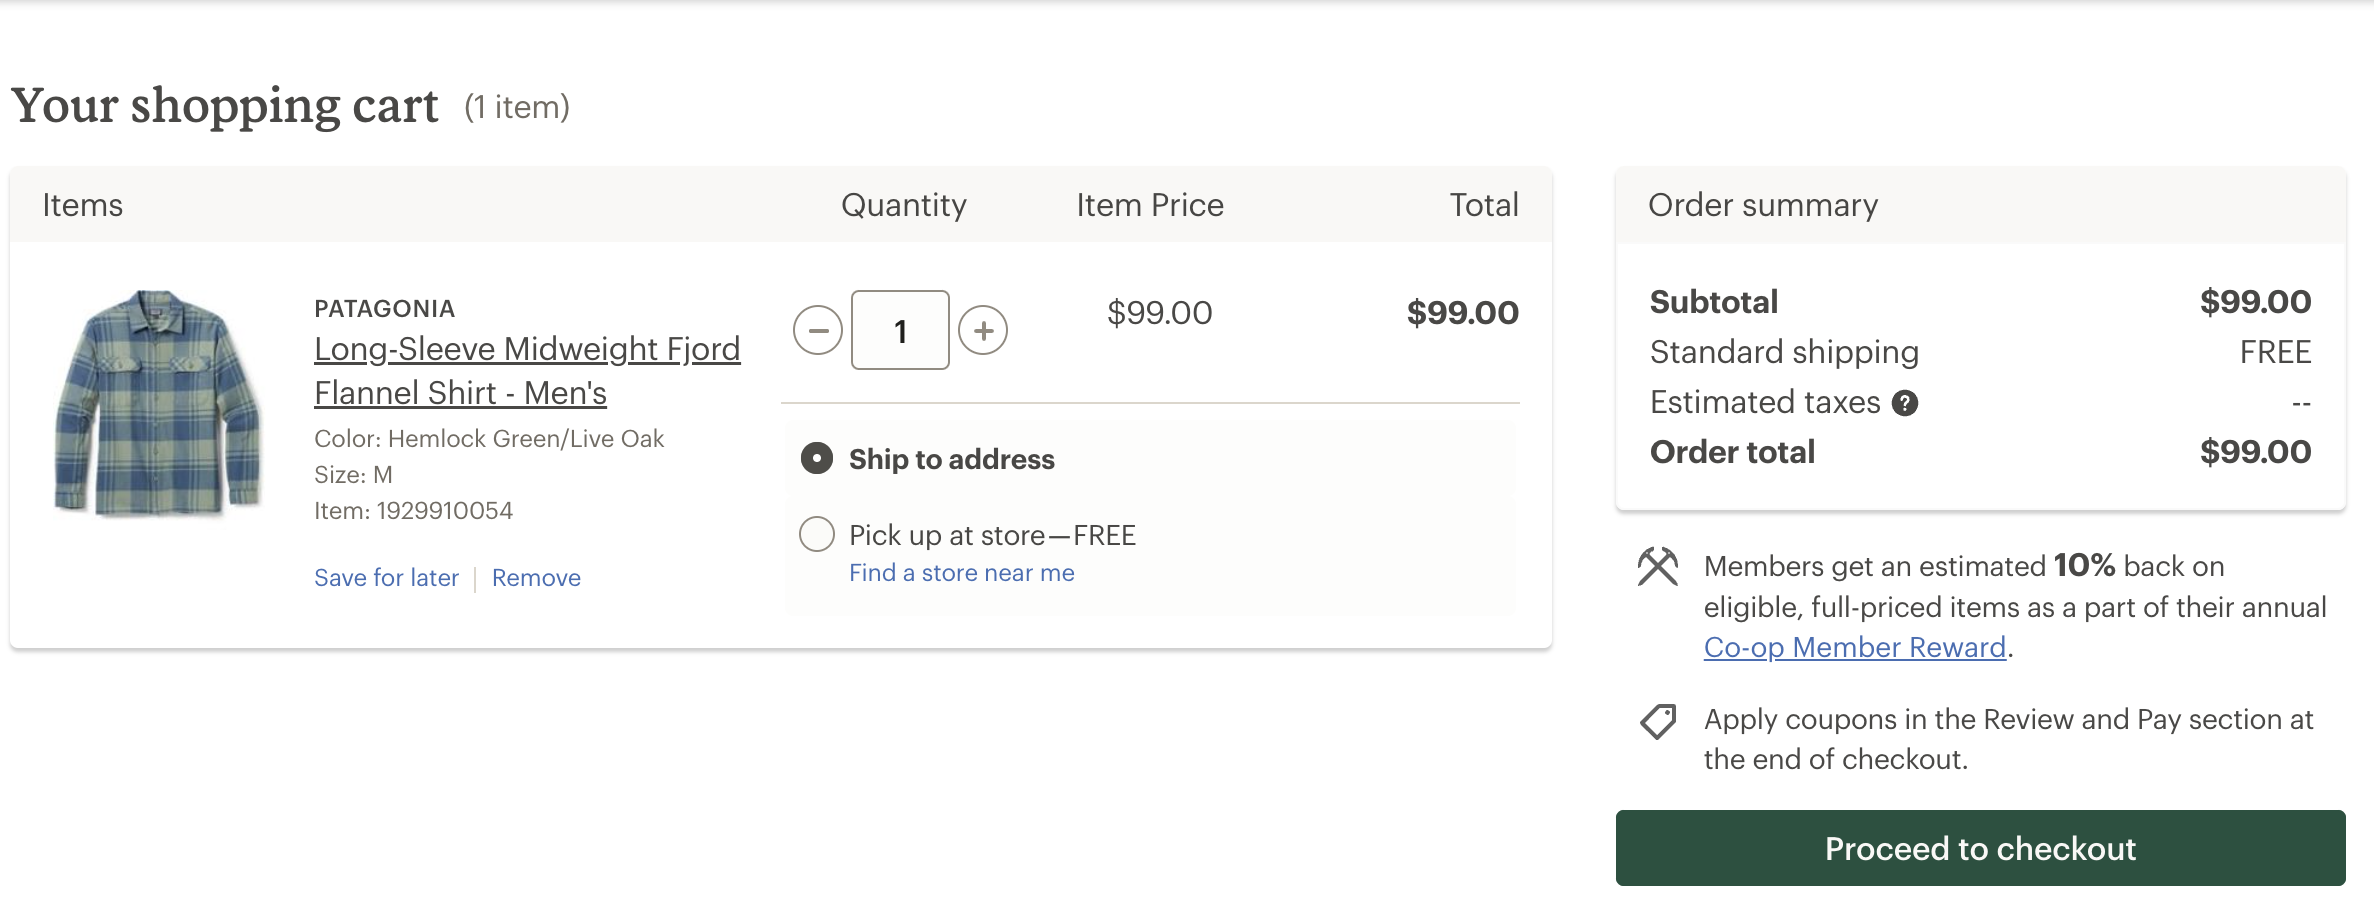 Your shopping cart (1 item)
Items Quantity Item Price Total
PATAGONIA
Long-Sleeve Midweight Fjord
Flannel Shirt - Men's
Color: Hemlock Green/Live Oak
Size: M
Item: 1929910054
Save for later | Remove
1 $99.00 $99.00
Ship to address
Pick up at store—FREE
Find a store near me
Order summary
Subtotal $99.00
Standard shipping FREE
Estimated taxes ? --
Order total $99.00
Members get an estimated 10% back on
eligible, full-priced items as a part of their annual
Co-op Member Reward.
Apply coupons in the Review and Pay section at
the end of checkout.
Proceed to checkout